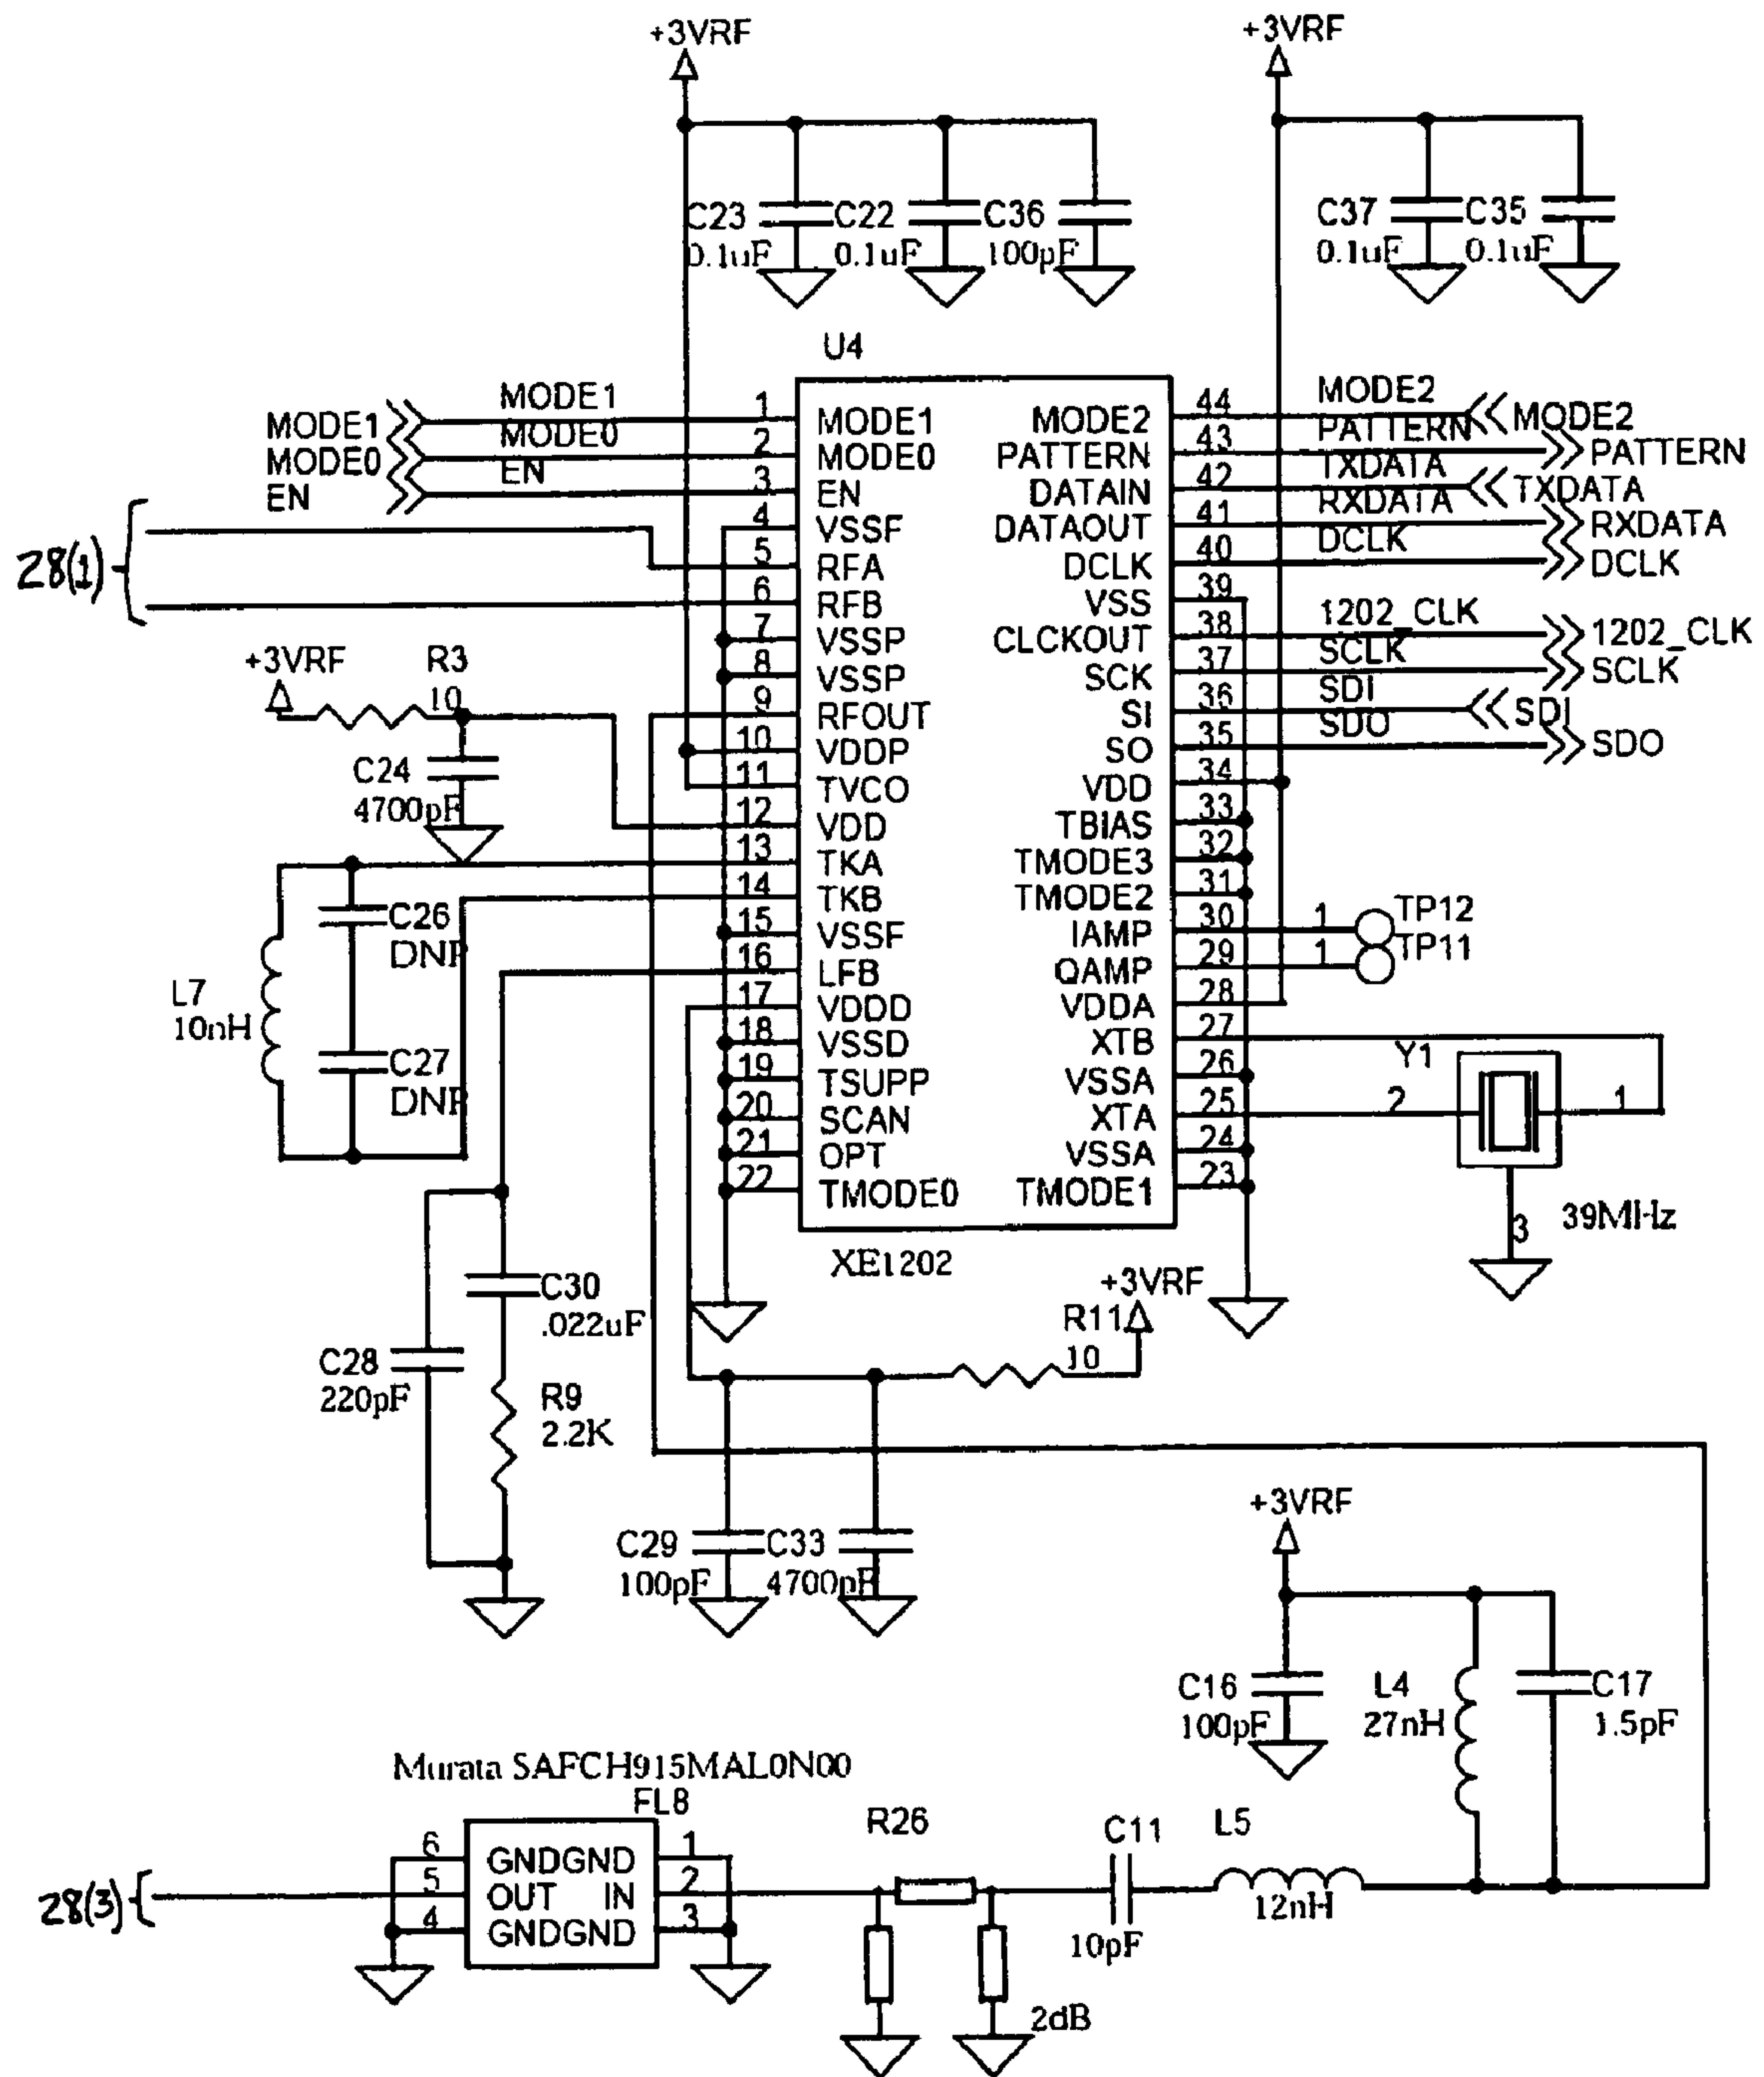 +3VRF
+3VRF
C23
0.1uF
C22
0.1uF
C36
100pF
C37
0.1uF
C35
0.1uF
U4
MODE1
MODE0
EN
MODE1
MODE0
EN
1
2
3
4
5
6
7
8
9
10
11
12
13
14
15
16
17
18
19
20
21
22
MODE1
MODE0
EN
VSSF
RFA
RFB
VSSP
VSSP
RFOUT
VDDP
TVCO
VDD
TKA
TKB
VSSF
LFB
VDDD
VSSD
TSUPP
SCAN
OPT
TMODE0
MODE2
PATTERN
DATAIN
DATAOUT
DCLK
VSS
CLCKOUT
SCK
SI
SO
VDD
TBIAS
TMODE3
TMODE2
IAMP
QAMP
VDDA
XTB
VSSA
XTA
VSSA
TMODE1
44
43
42
41
40
39
38
37
36
35
34
33
32
31
30
29
28
27
26
25
24
23
MODE2
PATTERN
TXDATA
RXDATA
DCLK
1202_CLK
SCLK
SDI
SDO
MODE2
PATTERN
TXDATA
RXDATA
DCLK
1202_CLK
SCLK
SDI
SDO
28(1)
+3VRF
R3
10
C24
4700pF
C26
DNP
L7
10nH
C27
DNP
1
TP12
1
TP11
Y1
2
1
3
39MHz
XE1202
C30
.022uF
C28
220pF
R9
2.2K
+3VRF
R11
10
C29
100pF
C33
4700pF
+3VRF
C16
100pF
L4
27nH
C17
1.5pF
Murata SAFCH915MAL0N00
FL8
6
5
4
GNDGND
OUT IN
GNDGND
1
2
3
28(3)
R26
C11
10pF
L5
12nH
2dB